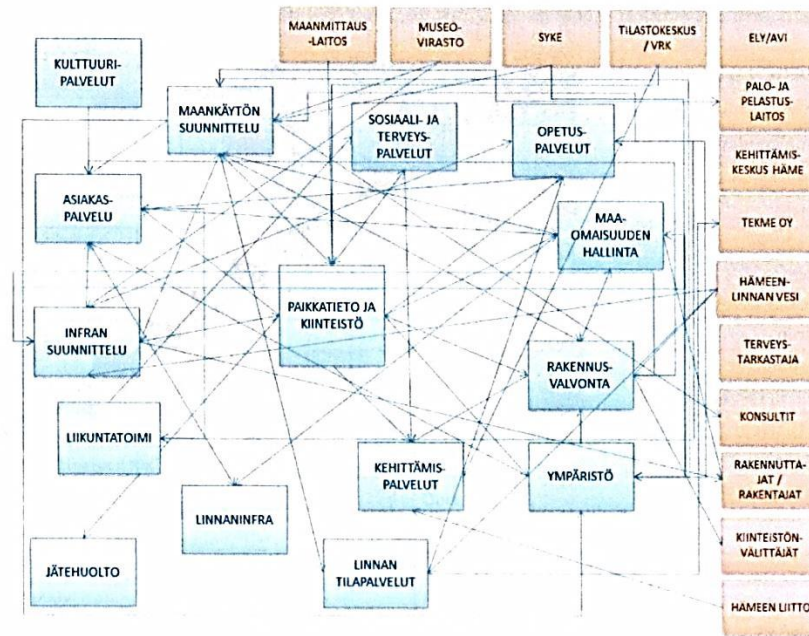 MAANMITTAUS
-LAITOS
MUSEO-
VIRASTO
SYKE
TILASTOKESKUS
/ VRK
ELY/AVI
KULTTUURI-
PALVELUT
MAANKÄYTÖN
SUUNNITTELU
SOSIAALI- JA
TERVEYS-
PALVELUT
OPETUS-
PALVELUT
PALO- JA
PELASTUS-
LAITOS
KEHITTÄMIS-
KESKUS HÄME
ASIAKAS-
PALVELU
MAA-
OMAISUUDEN
HALLINTA
TEKME OY
INFRAN
SUUNNITTELU
PAIKKATIETO JA
KIINTEISTÖ
HÄMEEN-
LINNAN VESI
RAKENNUS-
VALVONTA
TERVEYS-
TARKASTAJA
LIIKUNTATOIMI
KONSULTIT
KEHITTÄMIS-
PALVELUT
YMPÄRISTÖ
RAKENNUTTA-
JAT /
RAKENTAJAT
LINNANINFRA
KIINTEISTÖN-
VÄLITTÄJÄT
JÄTEHUOLTO
LINNAN
TILAPALVELUT
HÄMEEN LIITTO